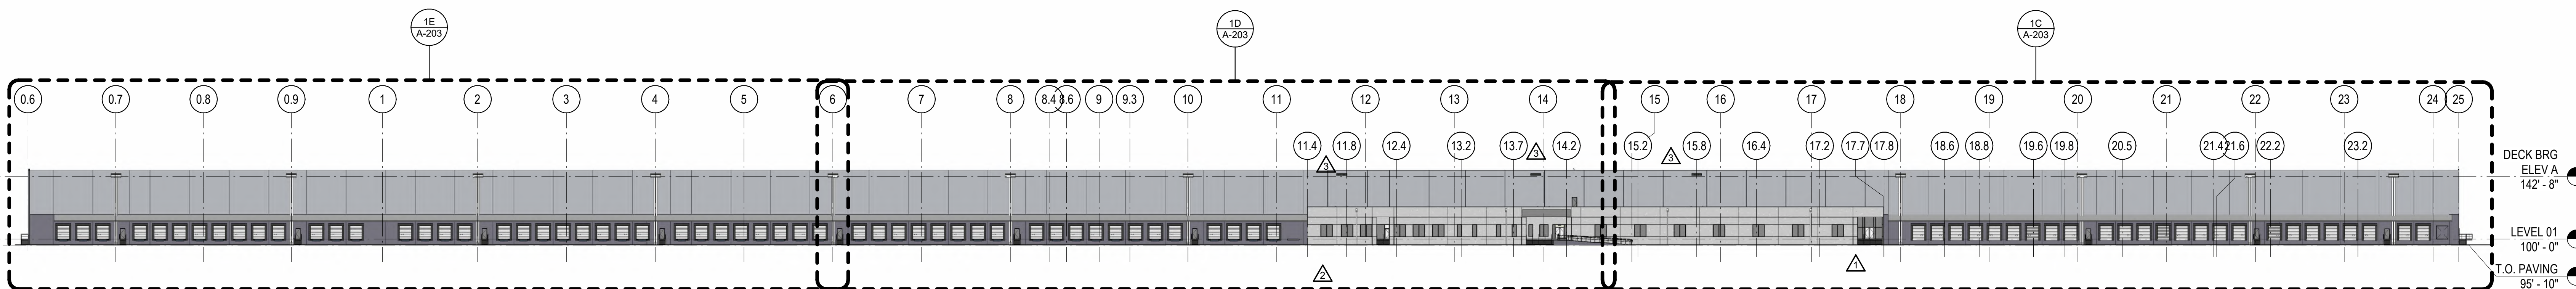 1E
A-203
1D
A-203
1C
A-203
0.6 0.7 0.8 0.9 1 2 3 4 5 6 7 8 8.4 8.6 9 9.3 10 11 12 13 14 15 16 17 18 19 20 21 22 23 24 25
11.4 11.8 12.4 13.2 13.7 14.2 15.2 15.8 16.4 17.2 17.7 17.8 18.6 18.8 19.6 19.8 20.5 21.4 21.6 22.2 23.2
3 3 3
DECK BRG
ELEV A
142' - 8"
LEVEL 01
100' - 0"
2 1
T.O. PAVING
95' - 10"